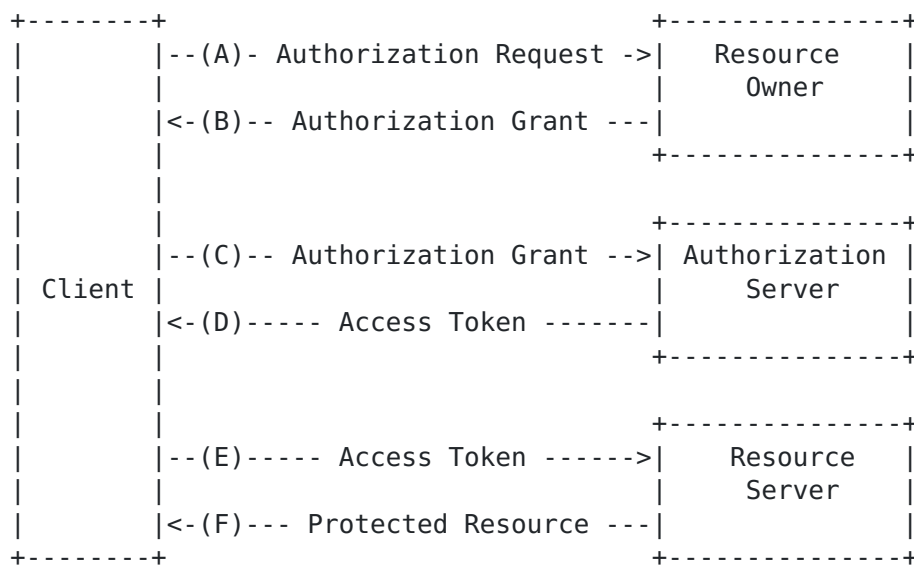 +--------+                               +---------------+
|        |--(A)- Authorization Request ->|   Resource    |
|        |                               |     Owner     |
|        |<-(B)-- Authorization Grant ---|               |
|        |                               +---------------+
|        |
|        |                               +---------------+
|        |--(C)-- Authorization Grant -->| Authorization |
| Client |                               |     Server    |
|        |<-(D)----- Access Token -------|               |
|        |                               +---------------+
|        |
|        |                               +---------------+
|        |--(E)----- Access Token ------>|    Resource   |
|        |                               |     Server    |
|        |<-(F)--- Protected Resource ---|               |
+--------+                               +---------------+